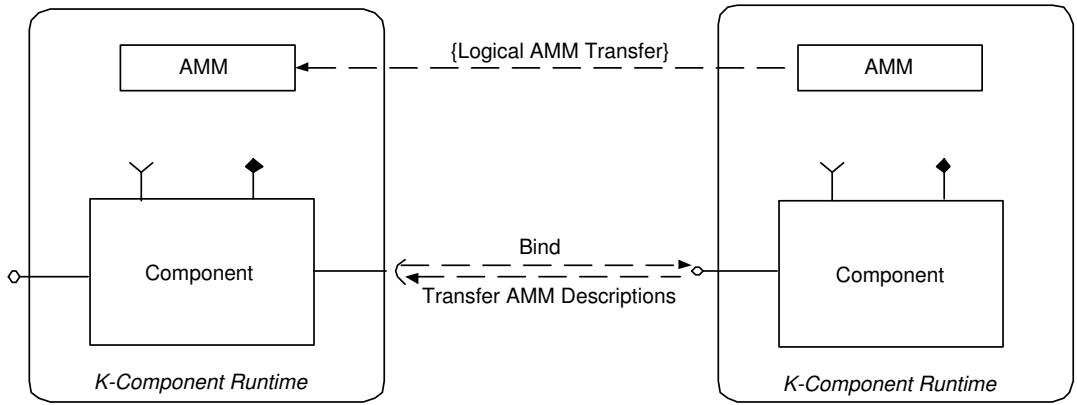 {Logical AMM Transfer}
AMM
AMM
Bind
Component
Component
Transfer AMM Descriptions
K-Component Runtime
K-Component Runtime